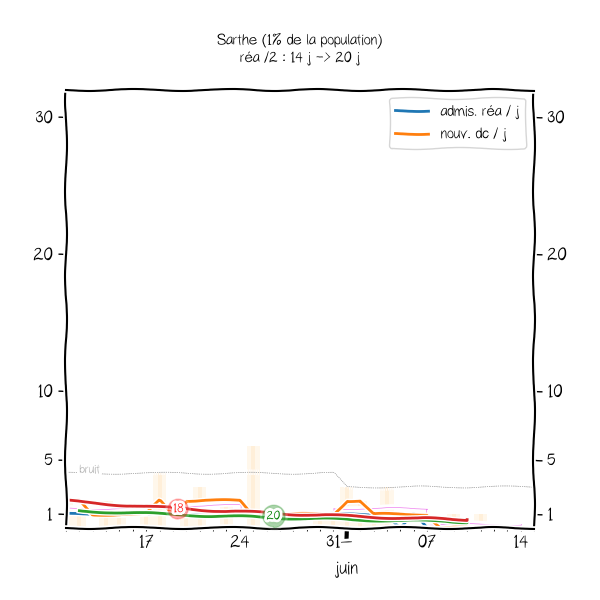 Sarthe (1% de la population)
réa /2 : 14 j -> 20 j
admis. réa / j
nouv. dc / j
30 30
20 20
10 10
5 5
bruit
18
20
1 1
17 24 31 07 14
juin